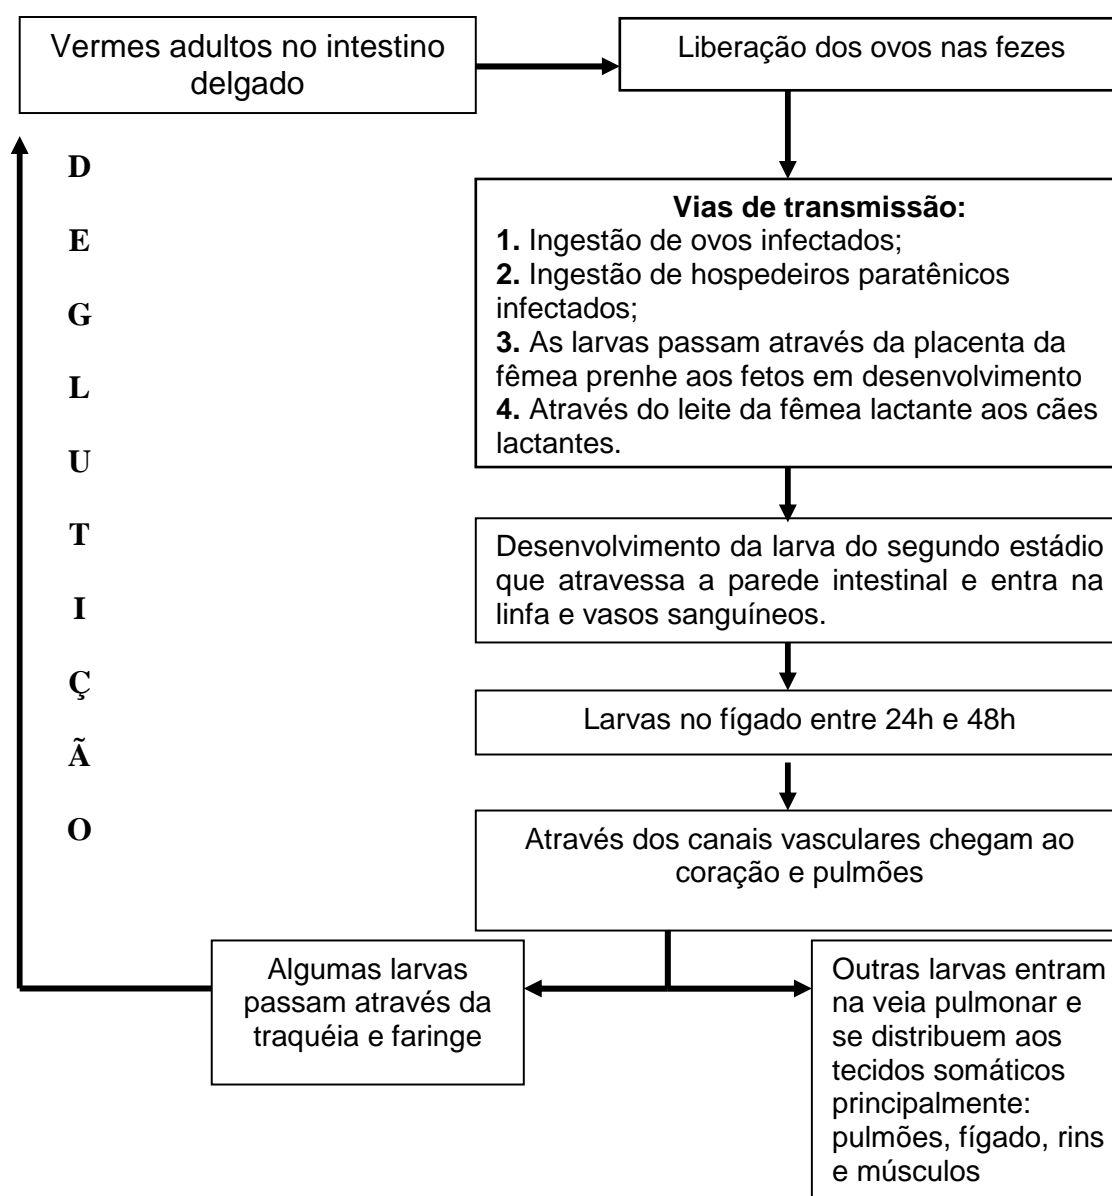 Vermes adultos no intestino
delgado
Liberação dos ovos nas fezes
D
E
G
L
U
T
I
Ç
Ã
O
Vias de transmissão:
1. Ingestão de ovos infectados;
2. Ingestão de hospedeiros paratênicos
infectados;
3. As larvas passam através da placenta da
fêmea prenhe aos fetos em desenvolvimento
4. Através do leite da fêmea lactante aos cães
lactantes.
Desenvolvimento da larva do segundo estádio
que atravessa a parede intestinal e entra na
linfa e vasos sanguíneos.
Larvas no fígado entre 24h e 48h
Através dos canais vasculares chegam ao
coração e pulmões
Algumas larvas
passam através da
traquéia e faringe
Outras larvas entram
na veia pulmonar e
se distribuem aos
tecidos somáticos
principalmente:
pulmões, fígado, rins
e músculos